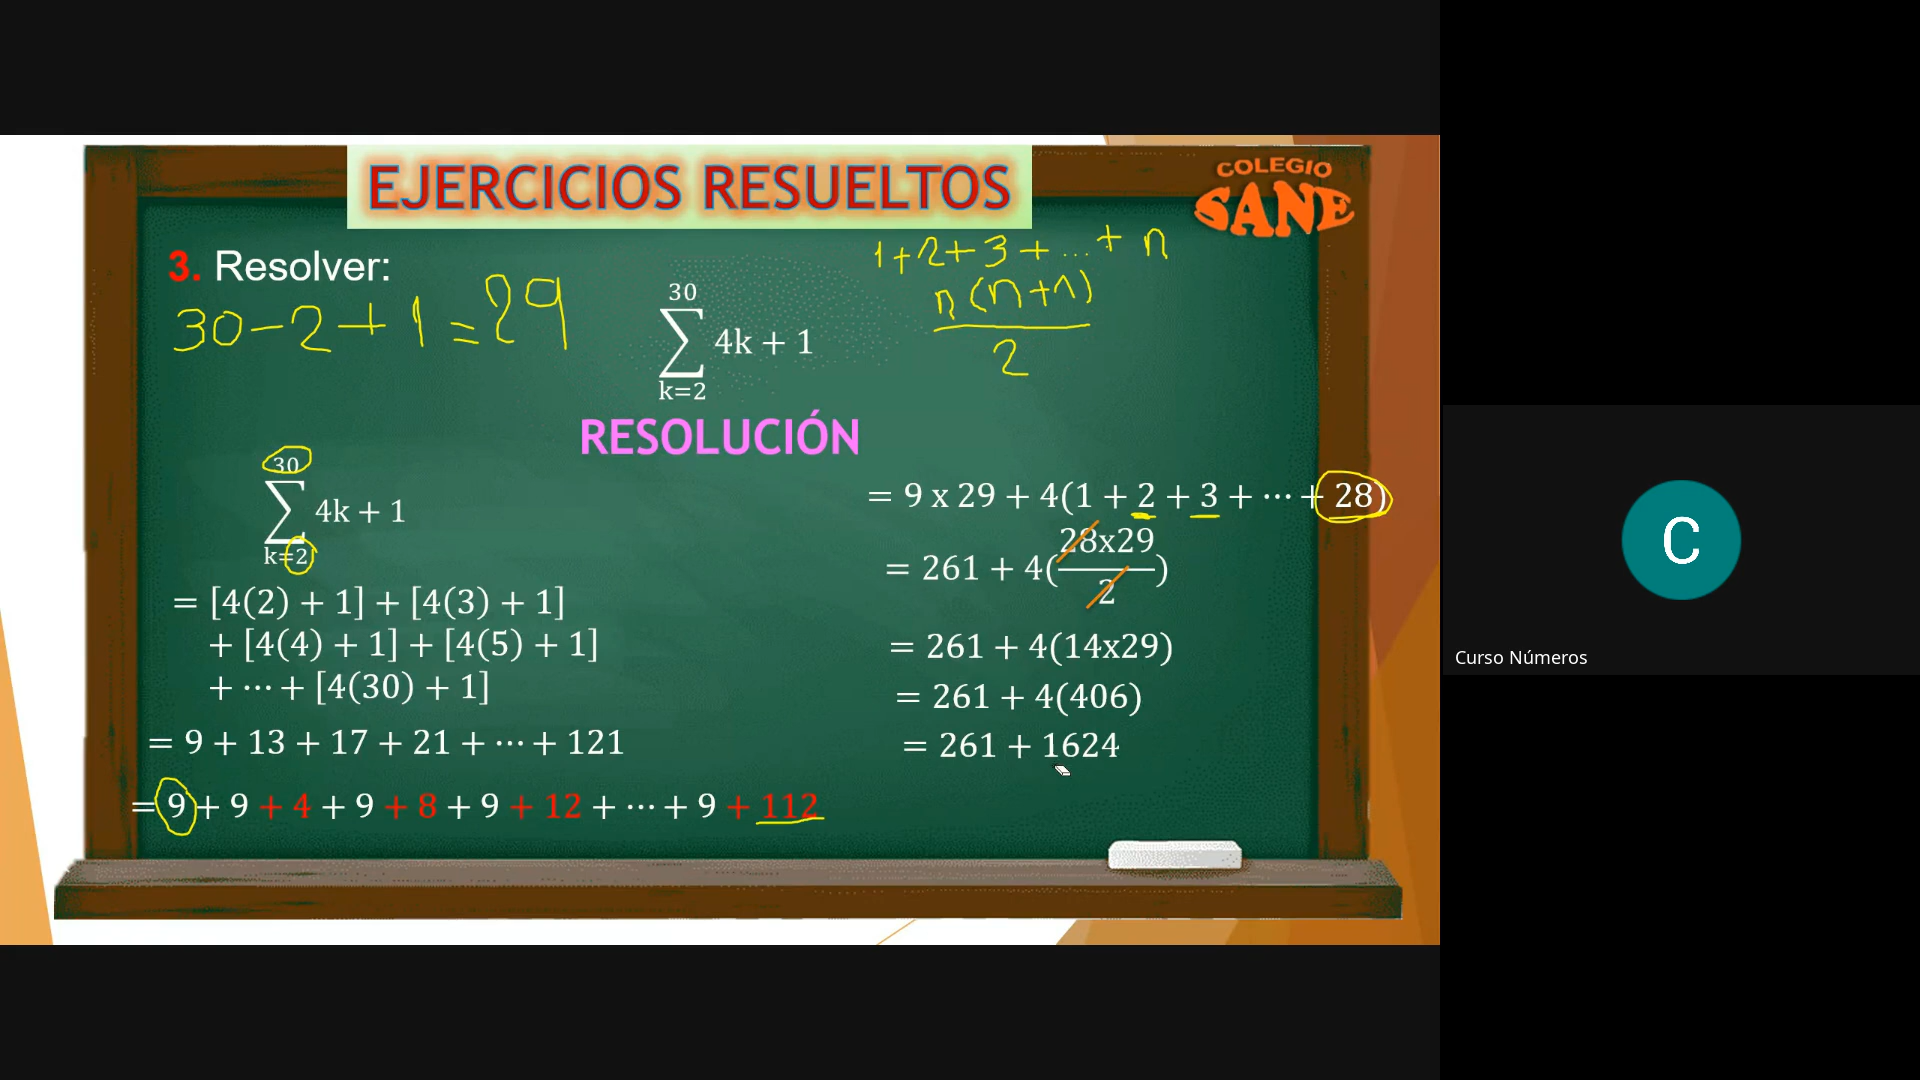 EJERCICIOS RESUELTOS
COLEGIO
SANE
3. Resolver:
30-2+1=29
1+2+3+...+n
n(n+1)
2
30
∑ 4k + 1
k=2
RESOLUCIÓN
30
∑ 4k + 1
k=2
= [4(2) + 1] + [4(3) + 1]
+ [4(4) + 1] + [4(5) + 1]
+ ⋯ + [4(30) + 1]
= 9 + 13 + 17 + 21 + ⋯ + 121
= 9 + 9 + 4 + 9 + 8 + 9 + 12 + ⋯ + 9 + 112
= 9 x 29 + 4(1 + 2 + 3 + ⋯ + 28)
= 261 + 4(28x29/2)
= 261 + 4(14x29)
= 261 + 4(406)
= 261 + 1624
C
Curso Números